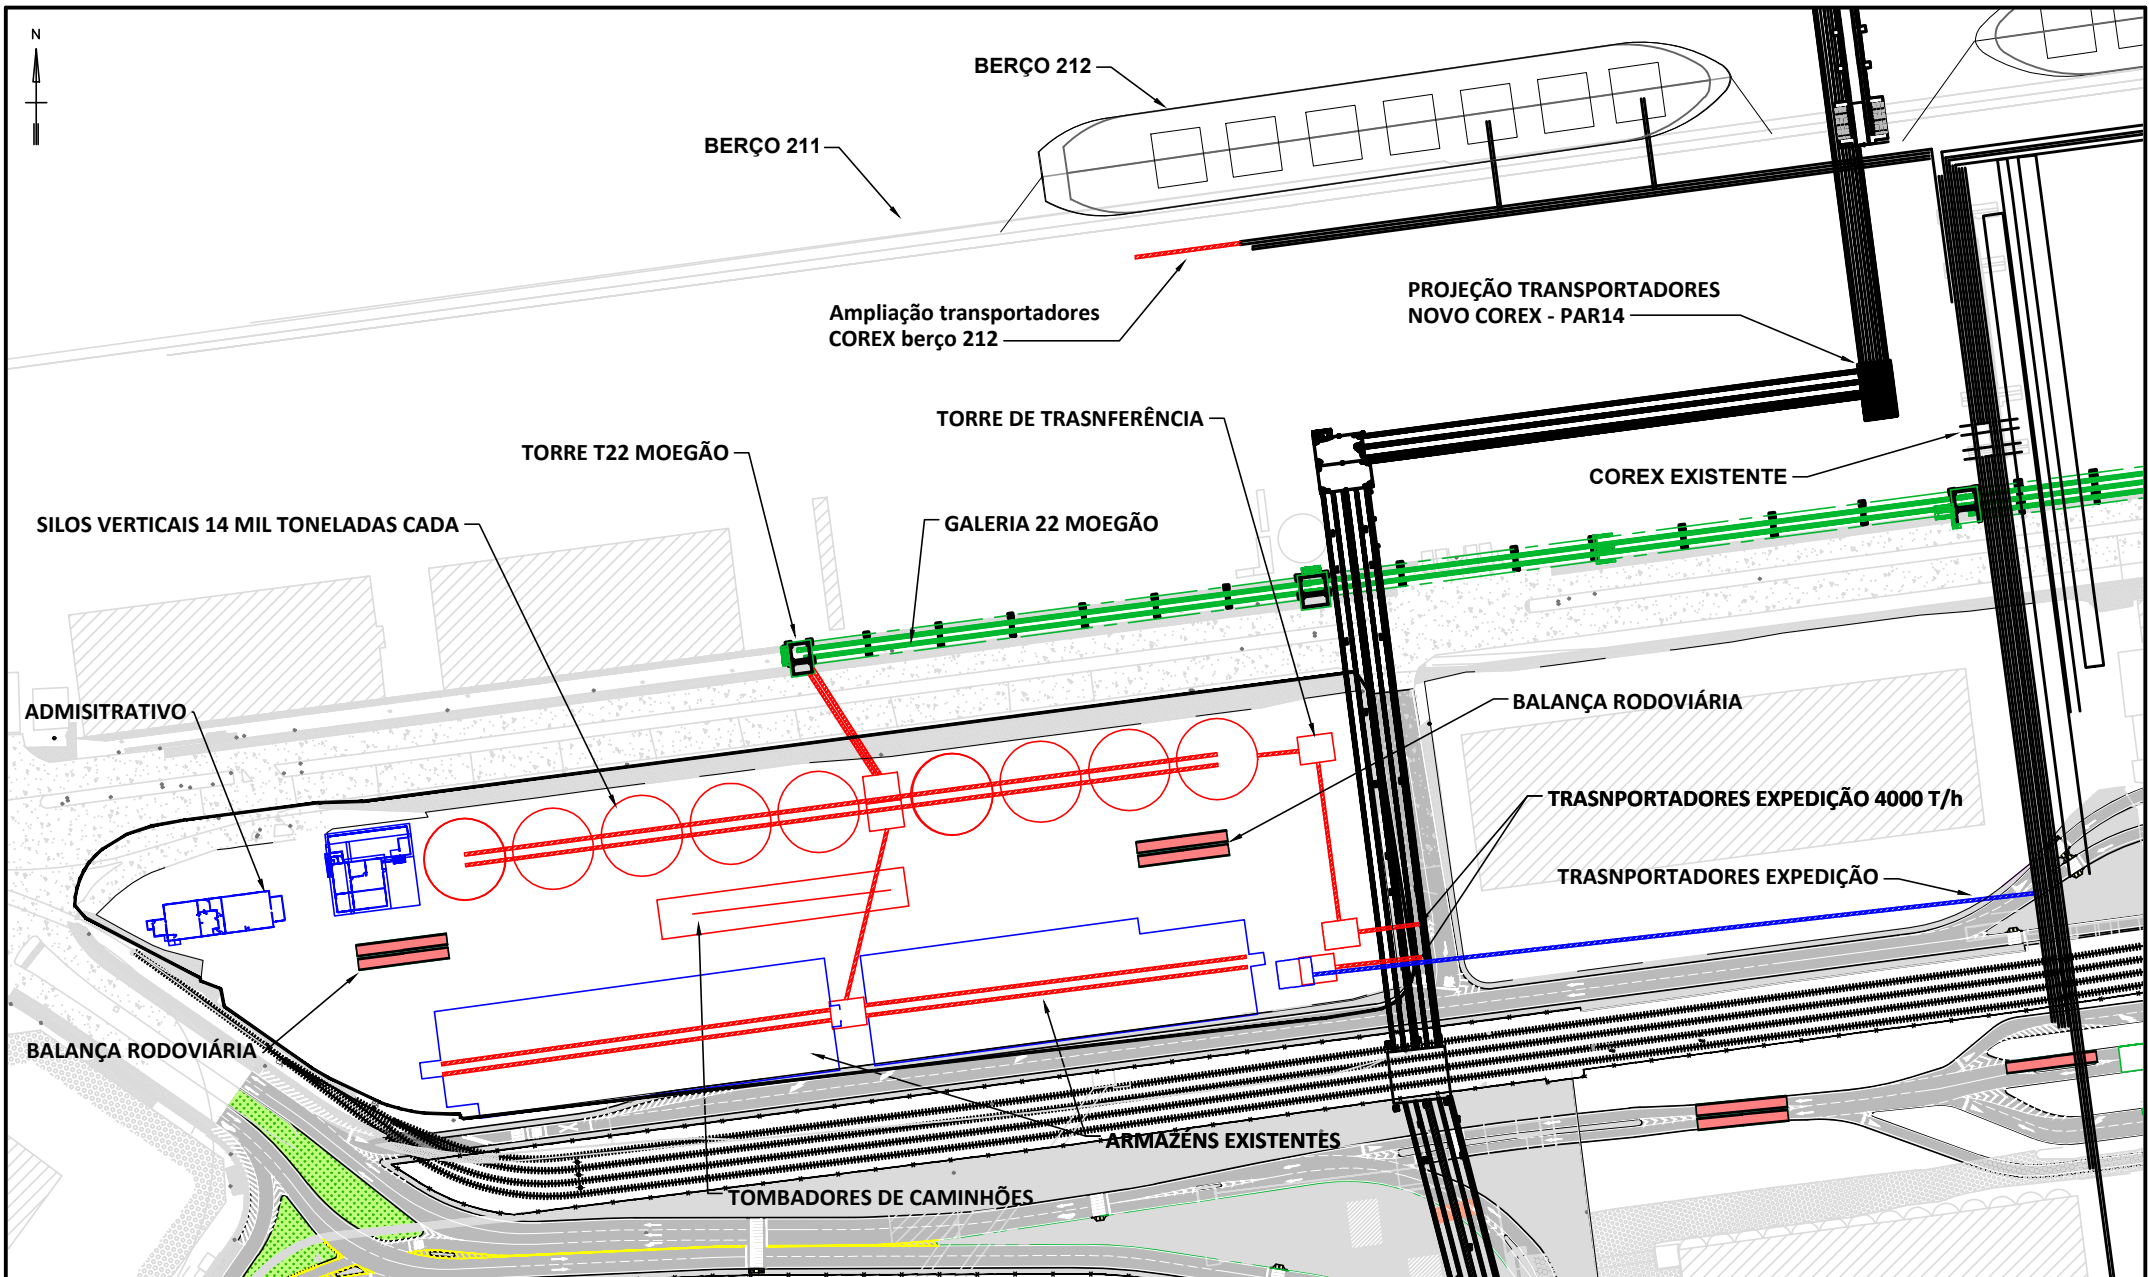 N
BERÇO 212
BERÇO 211
Ampliação transportadores
COREX berço 212
PROJEÇÃO TRANSPORTADORES
NOVO COREX - PAR14
TORRE DE TRASNFERÊNCIA
TORRE T22 MOEGÃO
COREX EXISTENTE
SILOS VERTICAIS 14 MIL TONELADAS CADA
GALERIA 22 MOEGÃO
ADMISITRATIVO
BALANÇA RODOVIÁRIA
TRASNPORTADORES EXPEDIÇÃO 4000 T/h
TRASNPORTADORES EXPEDIÇÃO
BALANÇA RODOVIÁRIA
ARMAZÉNS EXISTENTES
TOMBADORES DE CAMINHÕES